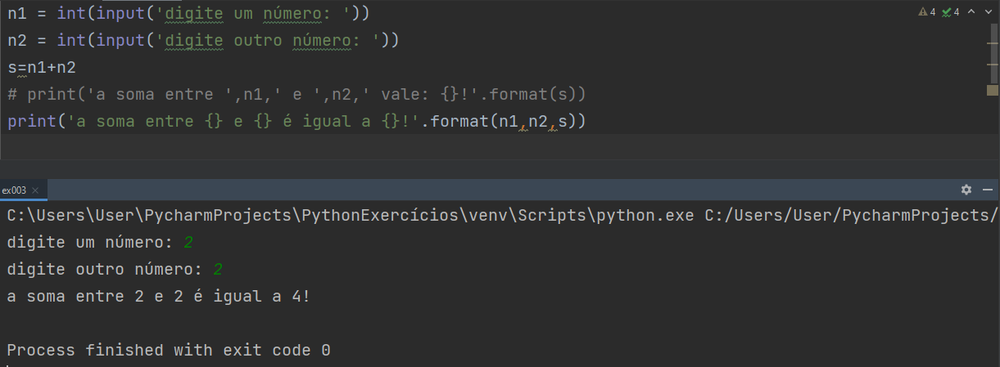 n1 = int(input('digite um número: '))
n2 = int(input('digite outro número: '))
s=n1+n2
# print('a soma entre ',n1,' e ',n2,' vale: {}!'.format(s))
print('a soma entre {} e {} é igual a {}!'.format(n1,n2,s))
4 4
ex003
C:\Users\User\PycharmProjects\PythonExercícios\venv\Scripts\python.exe C:/Users/User/PycharmProjects/
digite um número: 2
digite outro número: 2
a soma entre 2 e 2 é igual a 4!
Process finished with exit code 0